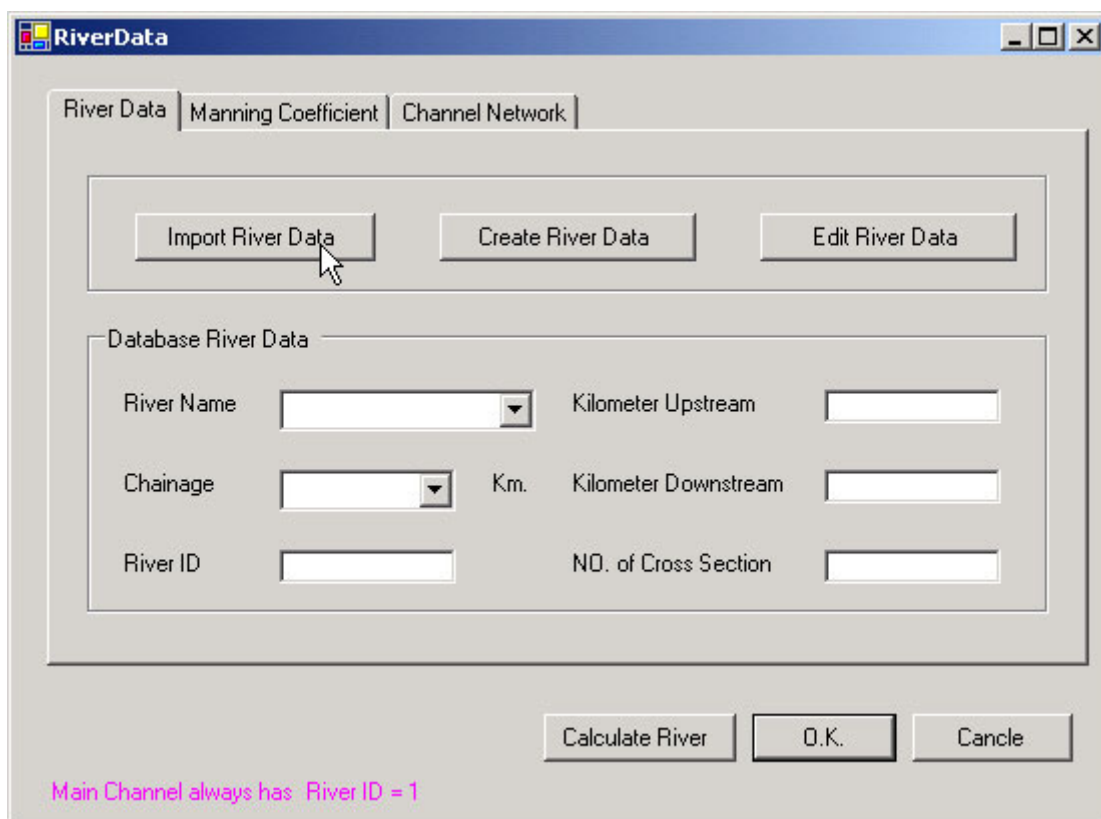 RiverData
River Data Manning Coefficient Channel Network
Import River Data Create River Data Edit River Data
Database River Data
River Name Kilometer Upstream
Chainage Km. Kilometer Downstream
River ID NO. of Cross Section
Calculate River O.K. Cancle
Main Channel always has River ID = 1